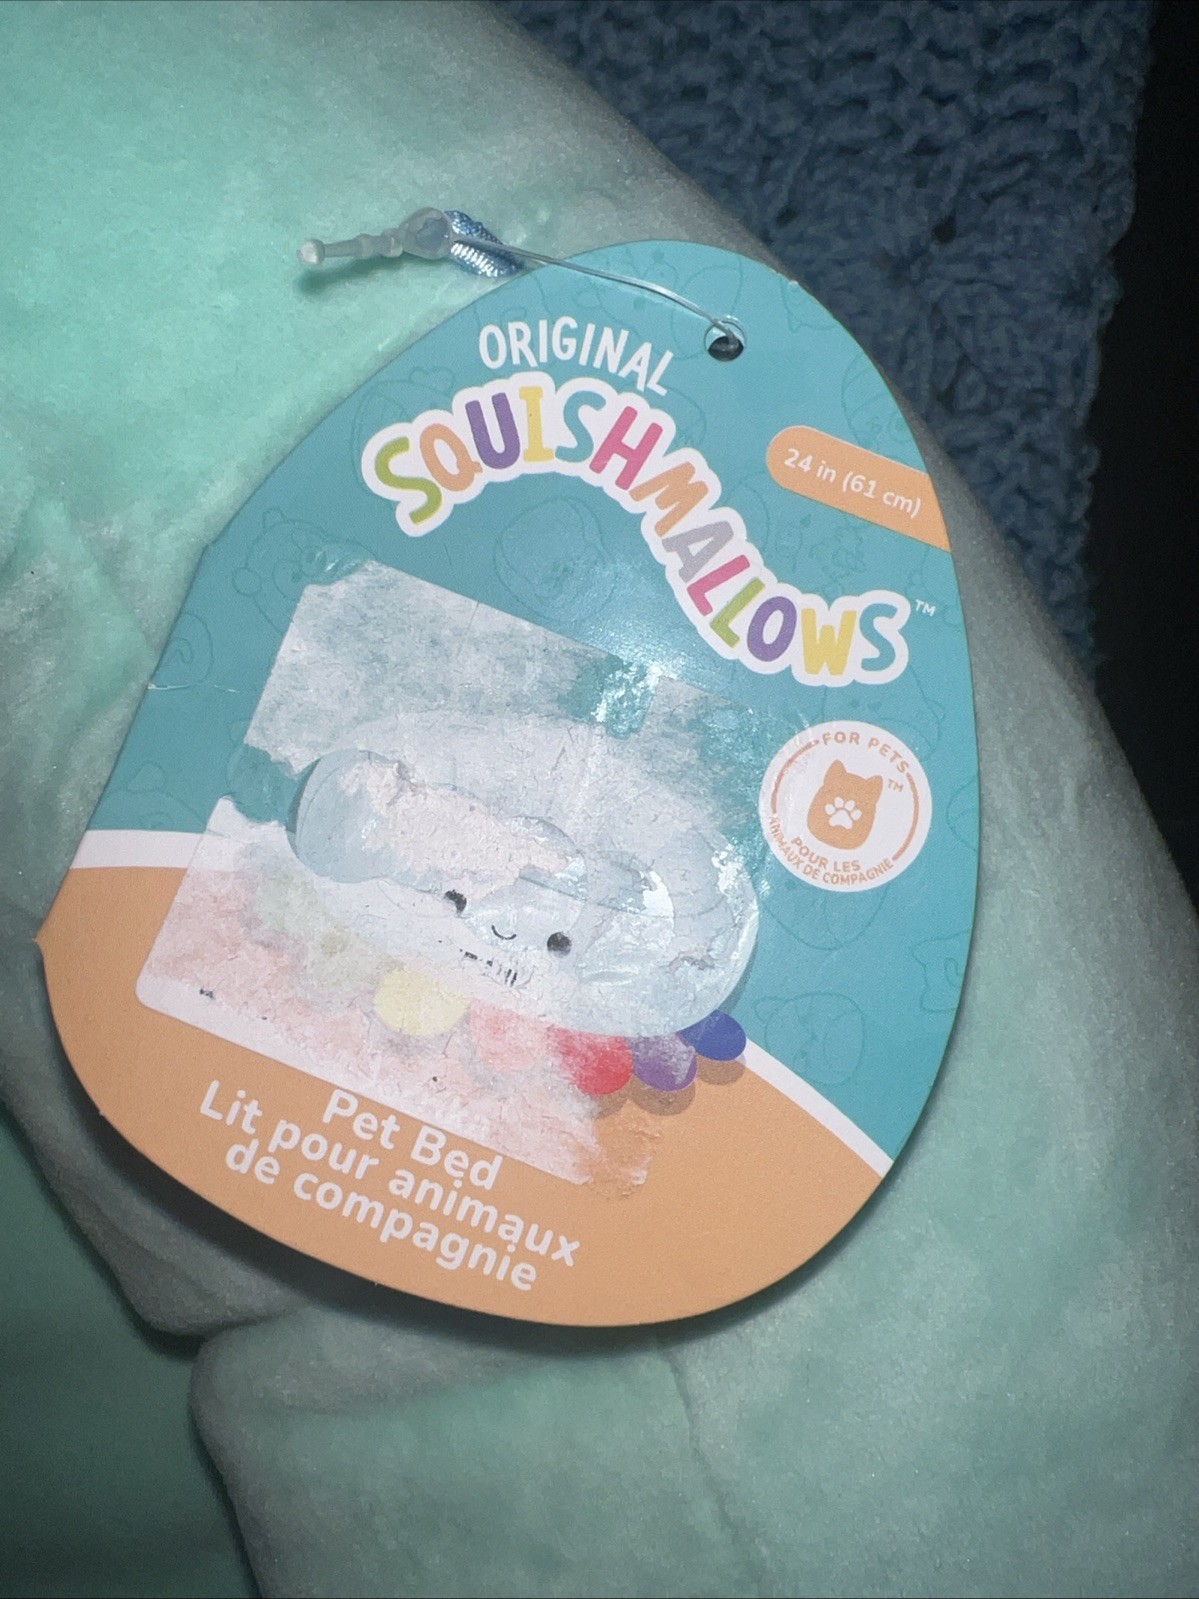 ORIGINAL
SQUISHMALLOWS™
24 in (61 cm)
FOR PETS™
POUR LES
ANIMAUX DE COMPAGNIE
Pet Bed
Lit pour animaux
de compagnie